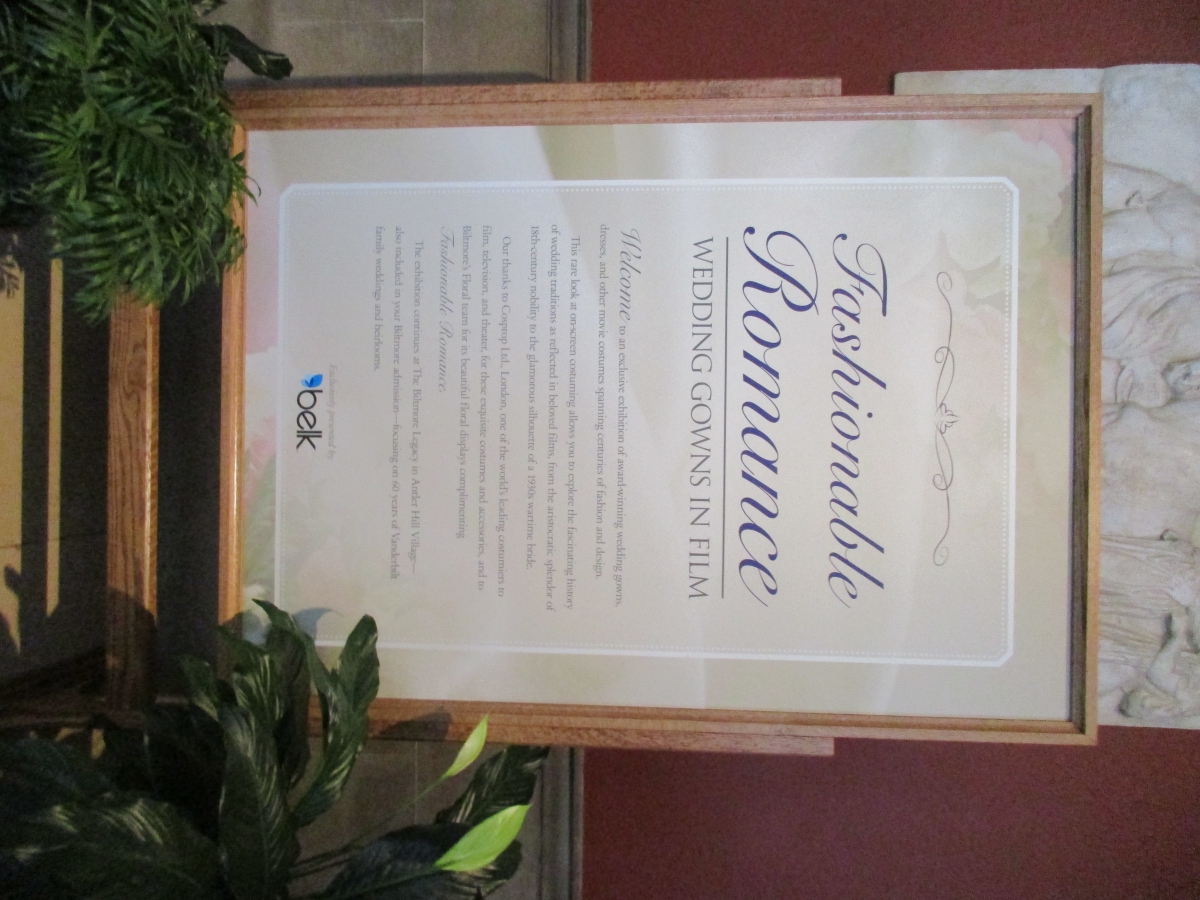 Fashionable
Romance
WEDDING GOWNS IN FILM
Welcome to an exclusive exhibition of award-winning wedding gowns,
dresses, and other movie costumes spanning centuries of fashion and design.
This rare look at on-screen costuming allows you to explore the fascinating history
of wedding traditions as reflected in beloved films, from the aristocratic splendor of
18th-century nobility to the glamorous silhouette of a 1930s wartime bride.
Our thanks to Cosprop Ltd., London, one of the world's leading costumiers to
film, television, and theater, for these exquisite costumes and accessories, and to
Biltmore's Floral team for its beautiful floral displays complimenting
Fashionable Romance.
The exhibition continues at The Biltmore Legacy in Antler Hill Village—
also included in your Biltmore admission—focusing on 60 years of Vanderbilt
family weddings and heirlooms.
Exclusively presented by
belk